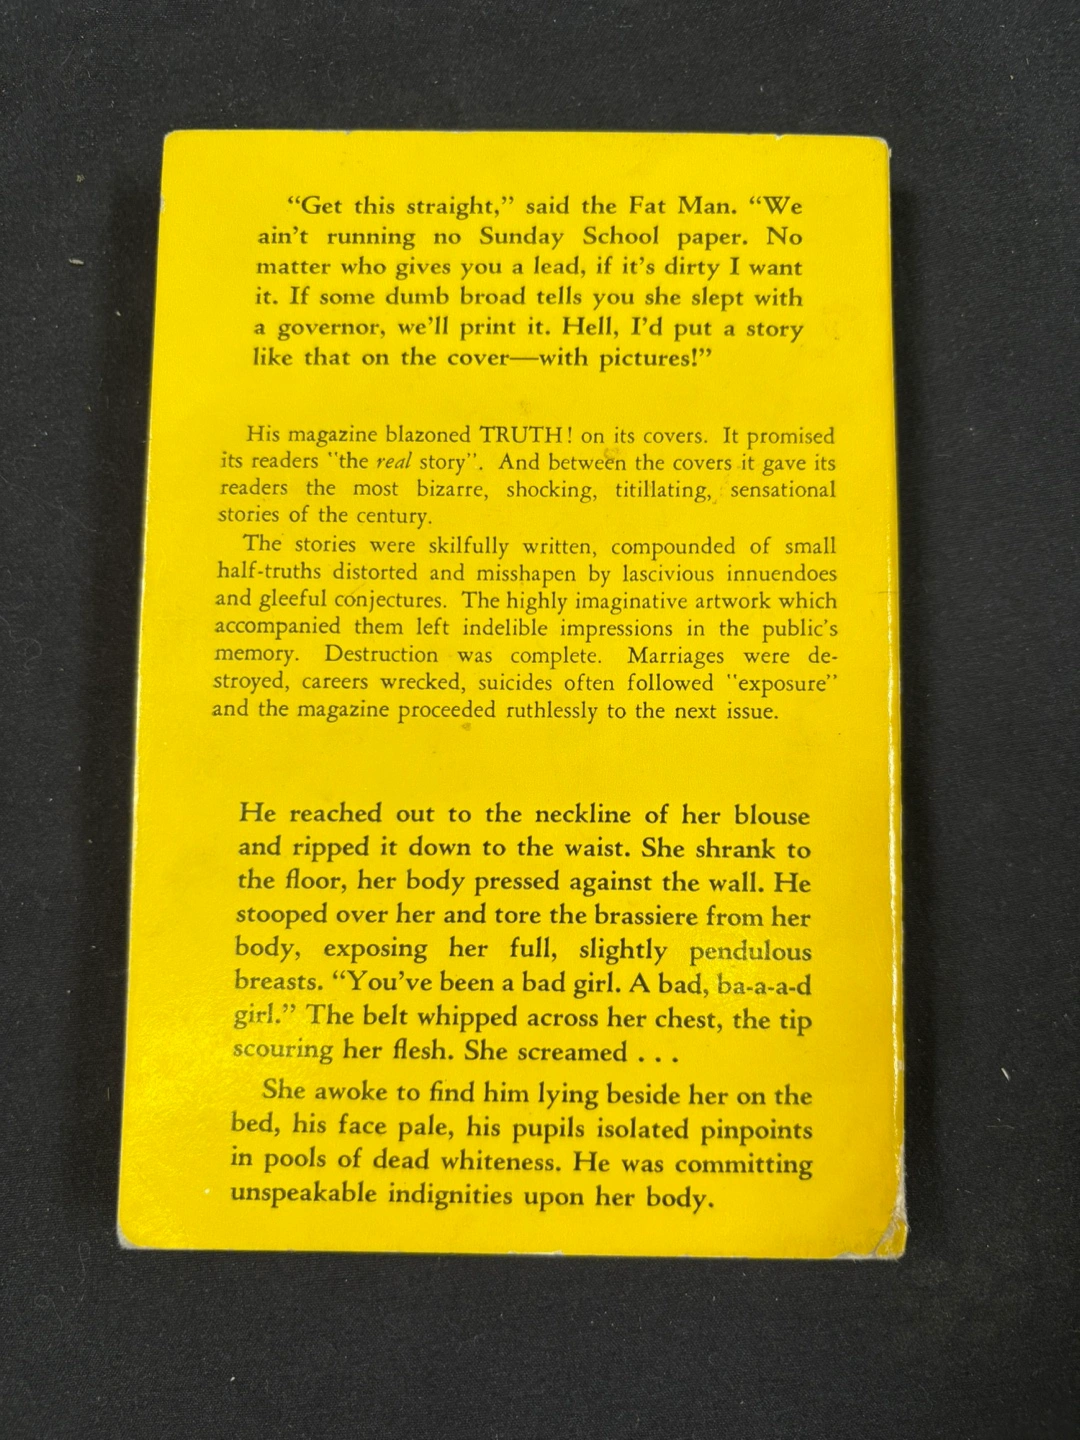 “Get this straight,” said the Fat Man. “We
ain’t running no Sunday School paper. No
matter who gives you a lead, if it’s dirty I want
it. If some dumb broad tells you she slept with
a governor, we’ll print it. Hell, I’d put a story
like that on the cover—with pictures!”
His magazine blazoned TRUTH! on its covers. It promised
its readers "the real story". And between the covers it gave its
readers the most bizarre, shocking, titillating, sensational
stories of the century.
The stories were skilfully written, compounded of small
half-truths distorted and misshapen by lascivious innuendoes
and gleeful conjectures. The highly imaginative artwork which
accompanied them left indelible impressions in the public’s
memory. Destruction was complete. Marriages were de-
stroyed, careers wrecked, suicides often followed "exposure"
and the magazine proceeded ruthlessly to the next issue.
He reached out to the neckline of her blouse
and ripped it down to the waist. She shrank to
the floor, her body pressed against the wall. He
stooped over her and tore the brassiere from her
body, exposing her full, slightly pendulous
breasts. “You’ve been a bad girl. A bad, ba-a-a-d
girl.” The belt whipped across her chest, the tip
scouring her flesh. She screamed . . .
She awoke to find him lying beside her on the
bed, his face pale, his pupils isolated pinpoints
in pools of dead whiteness. He was committing
unspeakable indignities upon her body.